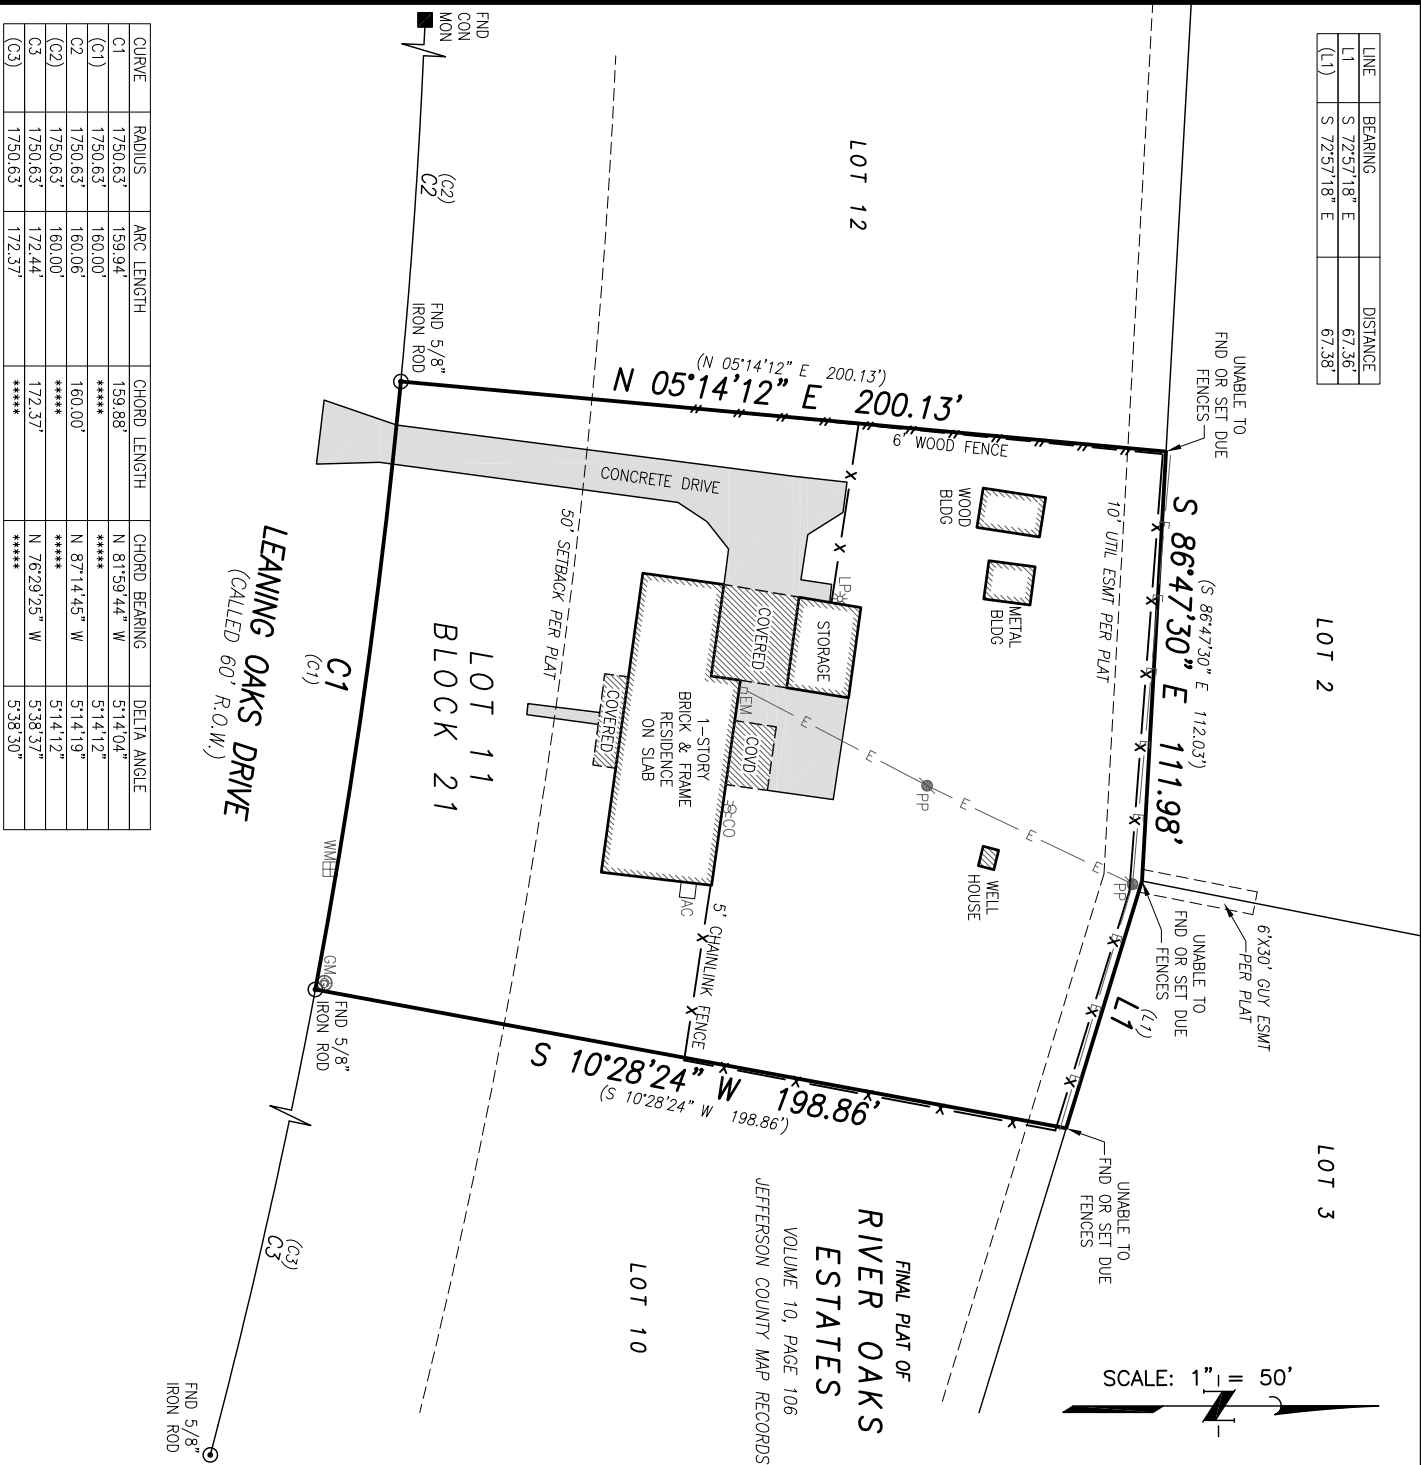 LINE BEARING DISTANCE
L1 S 72°57'18" E 67.36'
(L1) S 72°57'18" E 67.38'
LOT 2
LOT 3
LOT 12
LOT 10
UNABLE TO
FND OR SET DUE
FENCES
(S 86°47'30" E 112.03')
S 86°47'30" E 111.98'
UNABLE TO
FND OR SET DUE
FENCES
6'X30' GUY ESMT
PER PLAT
(L1)
L1
UNABLE TO
FND OR SET DUE
FENCES
10' UTIL ESMT PER PLAT
(N 05°14'12" E 200.13')
N 05°14'12" E 200.13'
6' WOOD FENCE
WOOD
BLDG
METAL
BLDG
WELL
HOUSE
PP
PP
E E E E E
LP
STORAGE
COVERED
EM
COVD
CO
1-STORY
BRICK & FRAME
RESIDENCE
ON SLAB
COVERED
AC
5' CHAINLINK FENCE
CONCRETE DRIVE
50' SETBACK PER PLAT
LOT 11
BLOCK 21
S 10°28'24" W 198.86'
(S 10°28'24" W 198.86')
FINAL PLAT OF
RIVER OAKS
ESTATES
VOLUME 10, PAGE 106
JEFFERSON COUNTY MAP RECORDS
SCALE: 1" = 50'
N
FND
CON
MON
(C2)
C2
FND 5/8"
IRON ROD
C1
(C1)
WM
GM
G
FND 5/8"
IRON ROD
(C3)
C3
FND 5/8"
IRON ROD
LEANING OAKS DRIVE
(CALLED 60' R.O.W.)
CURVE RADIUS ARC LENGTH CHORD LENGTH CHORD BEARING DELTA ANGLE
C1 1750.63' 159.94' 159.88' N 81°59'44" W 5°14'04"
(C1) 1750.63' 160.00' **** ***** 5°14'12"
C2 1750.63' 160.06' 160.00' N 87°14'45" W 5°14'19"
(C2) 1750.63' 160.00' **** ***** 5°14'12"
C3 1750.63' 172.44' 172.37' N 76°29'25" W 5°38'37"
(C3) 1750.63' 172.37' **** ***** 5°38'30"